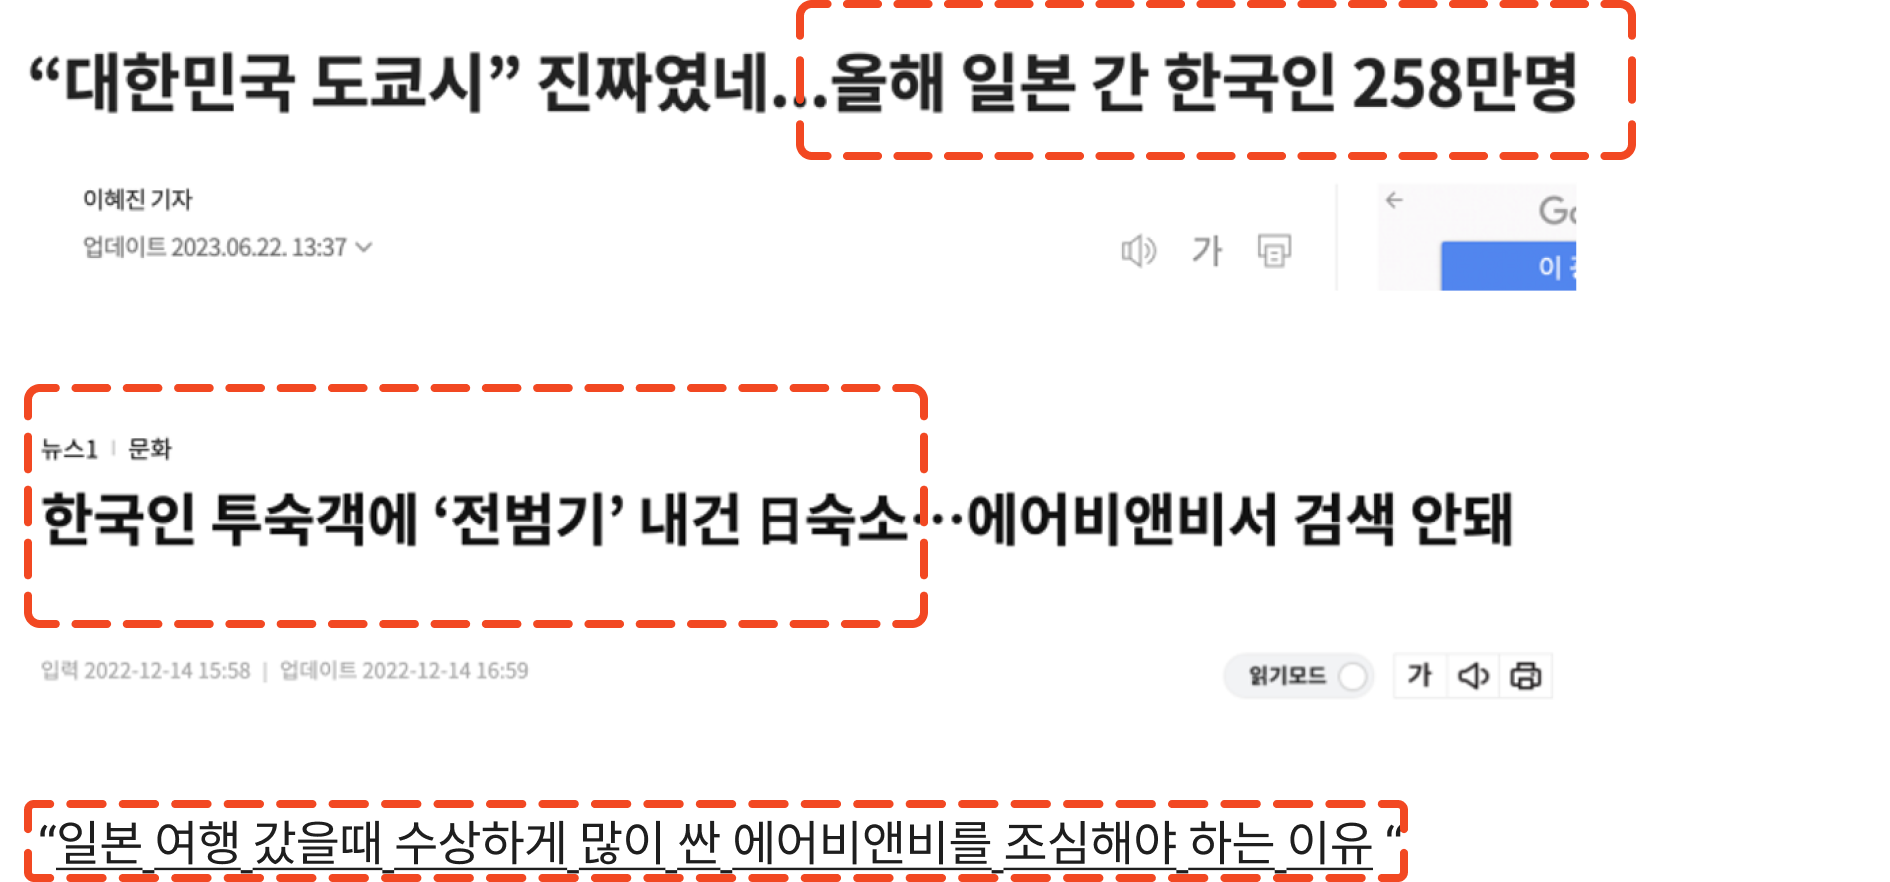 “대한민국 도쿄시” 진짜였네...올해 일본 간 한국인 258만명
이혜진 기자
업데이트 2023.06.22. 13:37
가
이
뉴스1 | 문화
한국인 투숙객에 ‘전범기’ 내건 日숙소…에어비앤비서 검색 안돼
입력 2022-12-14 15:58 | 업데이트 2022-12-14 16:59
읽기모드 가
“일본 여행 갔을때 수상하게 많이 싼 에어비앤비를 조심해야 하는 이유 “